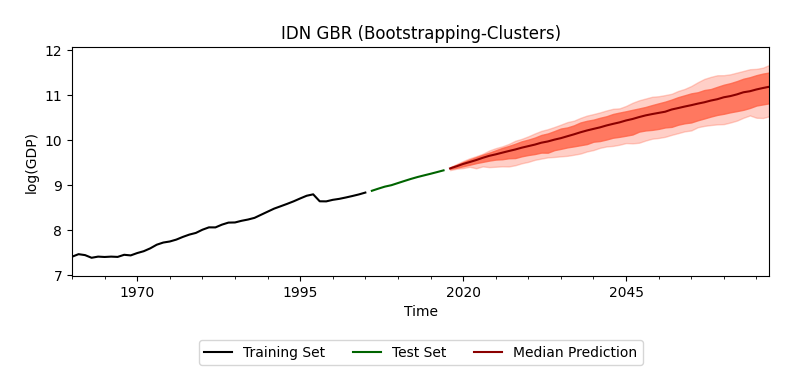 IDN GBR (Bootstrapping-Clusters)
12
11
10
9
8
7
log(GDP)
1970 1995 2020 2045
Time
Training Set Test Set Median Prediction